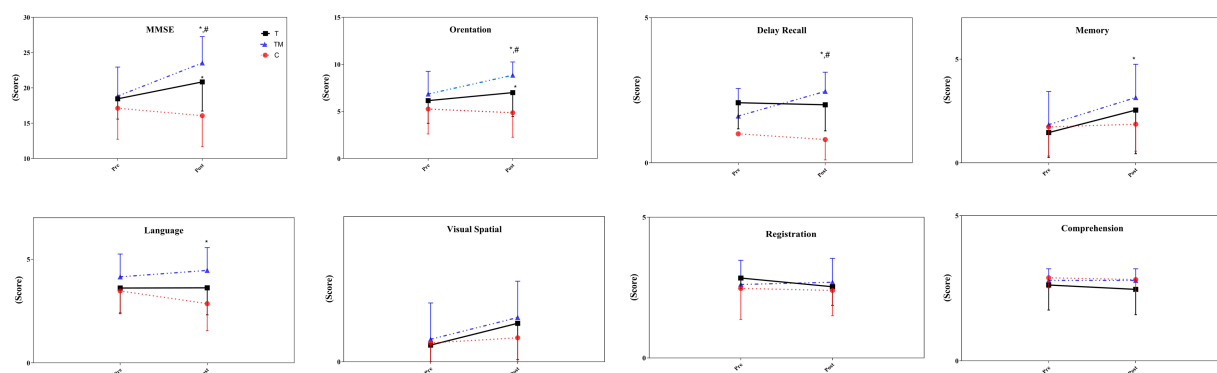 MMSE
(Score)
30
25
20
15
10
*,#
*
T
TM
C
Pre
Post
Orentation
(Score)
15
10
5
0
*,#
*
Pre
Post
Delay Recall
(Score)
5
0
*,#
Pre
Post
Memory
(Score)
5
0
*
Pre
Post
Language
(Score)
5
0
*
Pre
Post
Visual Spatial
(Score)
5
0
Pre
Post
Registration
(Score)
5
0
Pre
Post
Comprehension
(Score)
5
0
Pre
Post